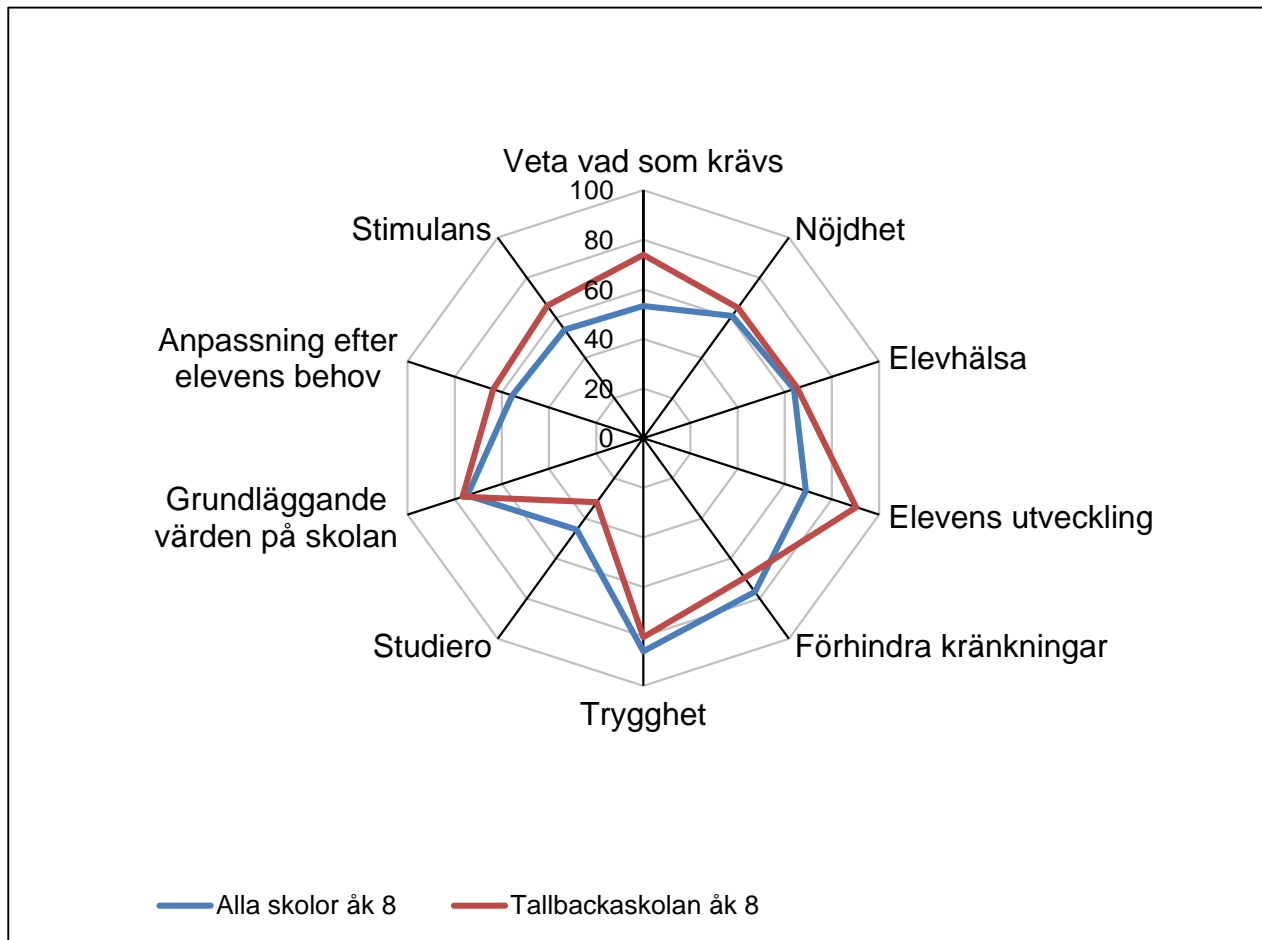 Veta vad som krävs
100
Stimulans
Nöjdhet
80
60
Anpassning efter
elevens behov
40
Elevhälsa
20
0
Grundläggande
värden på skolan
Elevens utveckling
Studiero
Förhindra kränkningar
Trygghet
Alla skolor åk 8
Tallbackaskolan åk 8